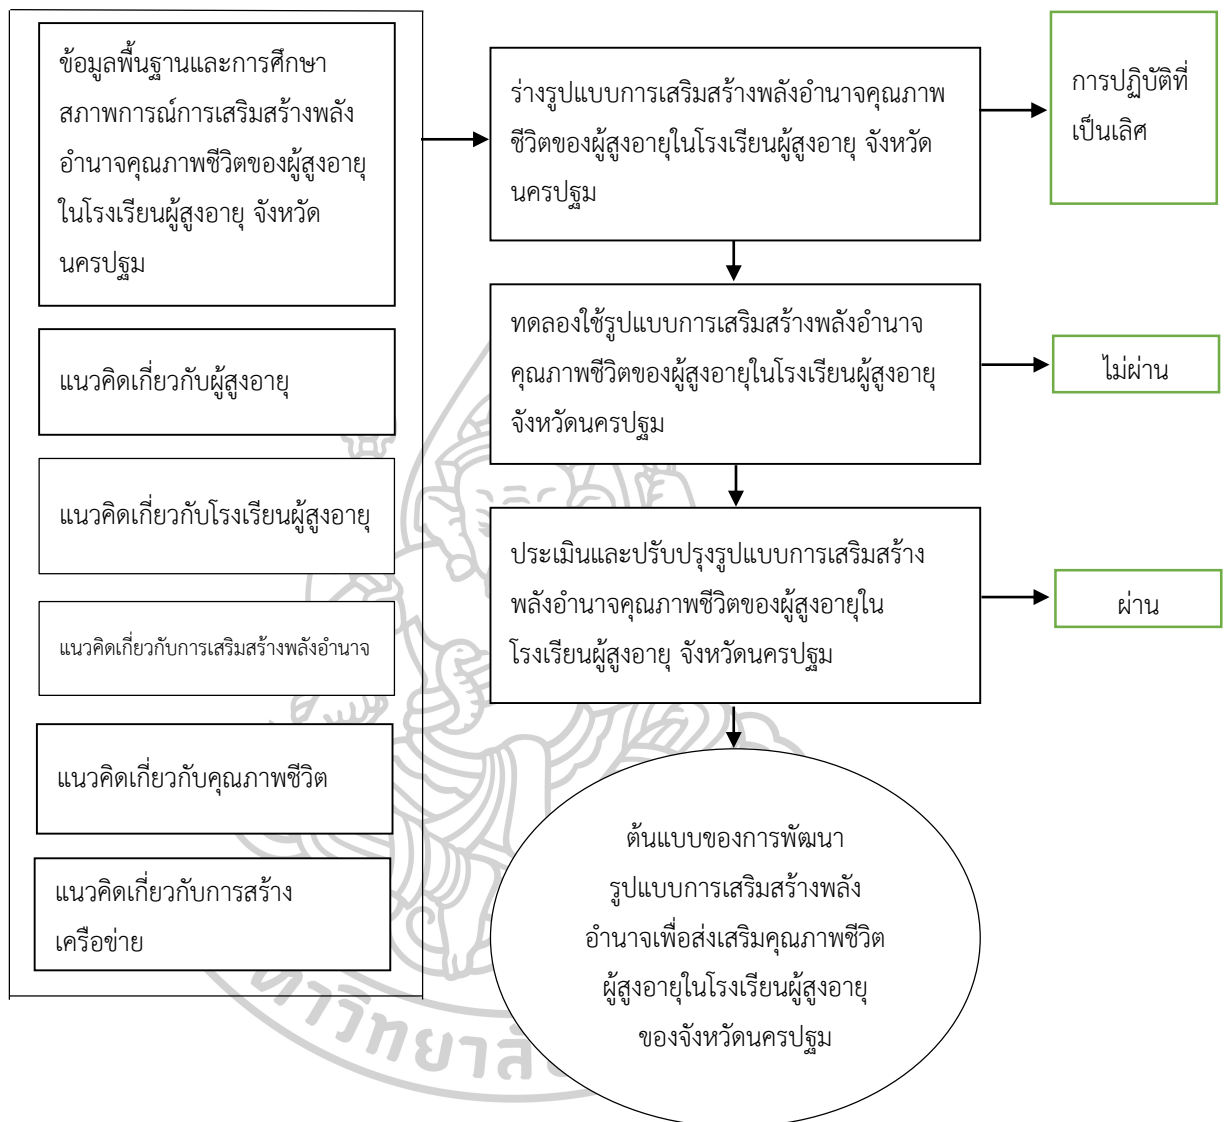 ข้อมูลพื้นฐานและการศึกษา
สภาพการณ์การเสริมสร้างพลัง
อำนาจคุณภาพชีวิตของผู้สูงอายุ
ในโรงเรียนผู้สูงอายุ จังหวัด
นครปฐม
แนวคิดเกี่ยวกับผู้สูงอายุ
แนวคิดเกี่ยวกับโรงเรียนผู้สูงอายุ
แนวคิดเกี่ยวกับการเสริมสร้างพลังอำนาจ
แนวคิดเกี่ยวกับคุณภาพชีวิต
แนวคิดเกี่ยวกับการสร้าง
เครือข่าย
ร่างรูปแบบการเสริมสร้างพลังอำนาจคุณภาพ
ชีวิตของผู้สูงอายุในโรงเรียนผู้สูงอายุ จังหวัด
นครปฐม
การปฏิบัติที่
เป็นเลิศ
ทดลองใช้รูปแบบการเสริมสร้างพลังอำนาจ
คุณภาพชีวิตของผู้สูงอายุในโรงเรียนผู้สูงอายุ
จังหวัดนครปฐม
ไม่ผ่าน
ประเมินและปรับปรุงรูปแบบการเสริมสร้าง
พลังอำนาจคุณภาพชีวิตของผู้สูงอายุใน
โรงเรียนผู้สูงอายุ จังหวัดนครปฐม
ผ่าน
ต้นแบบของการพัฒนา
รูปแบบการเสริมสร้างพลัง
อำนาจเพื่อส่งเสริมคุณภาพชีวิต
ผู้สูงอายุในโรงเรียนผู้สูงอายุ
ของจังหวัดนครปฐม